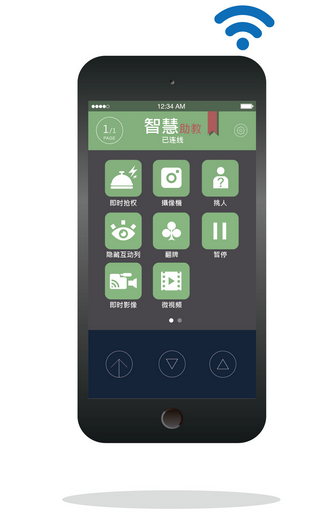 12:34 AM
1/1
PAGE
智慧助教
已连线
即时抢权
攝像機
挑人
隐藏互动列
翻牌
暂停
即时影像
微视频